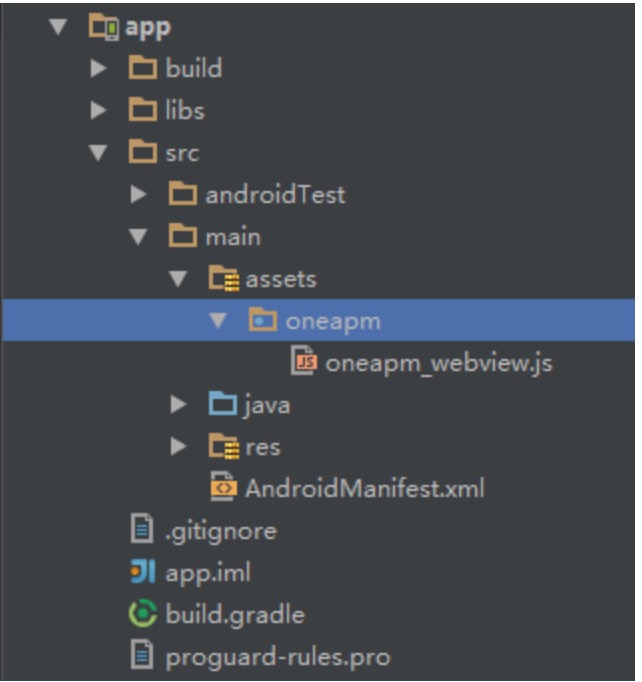 app
build
libs
src
androidTest
main
assets
oneapm
oneapm_webview.js
java
res
AndroidManifest.xml
.gitignore
app.iml
build.gradle
proguard-rules.pro